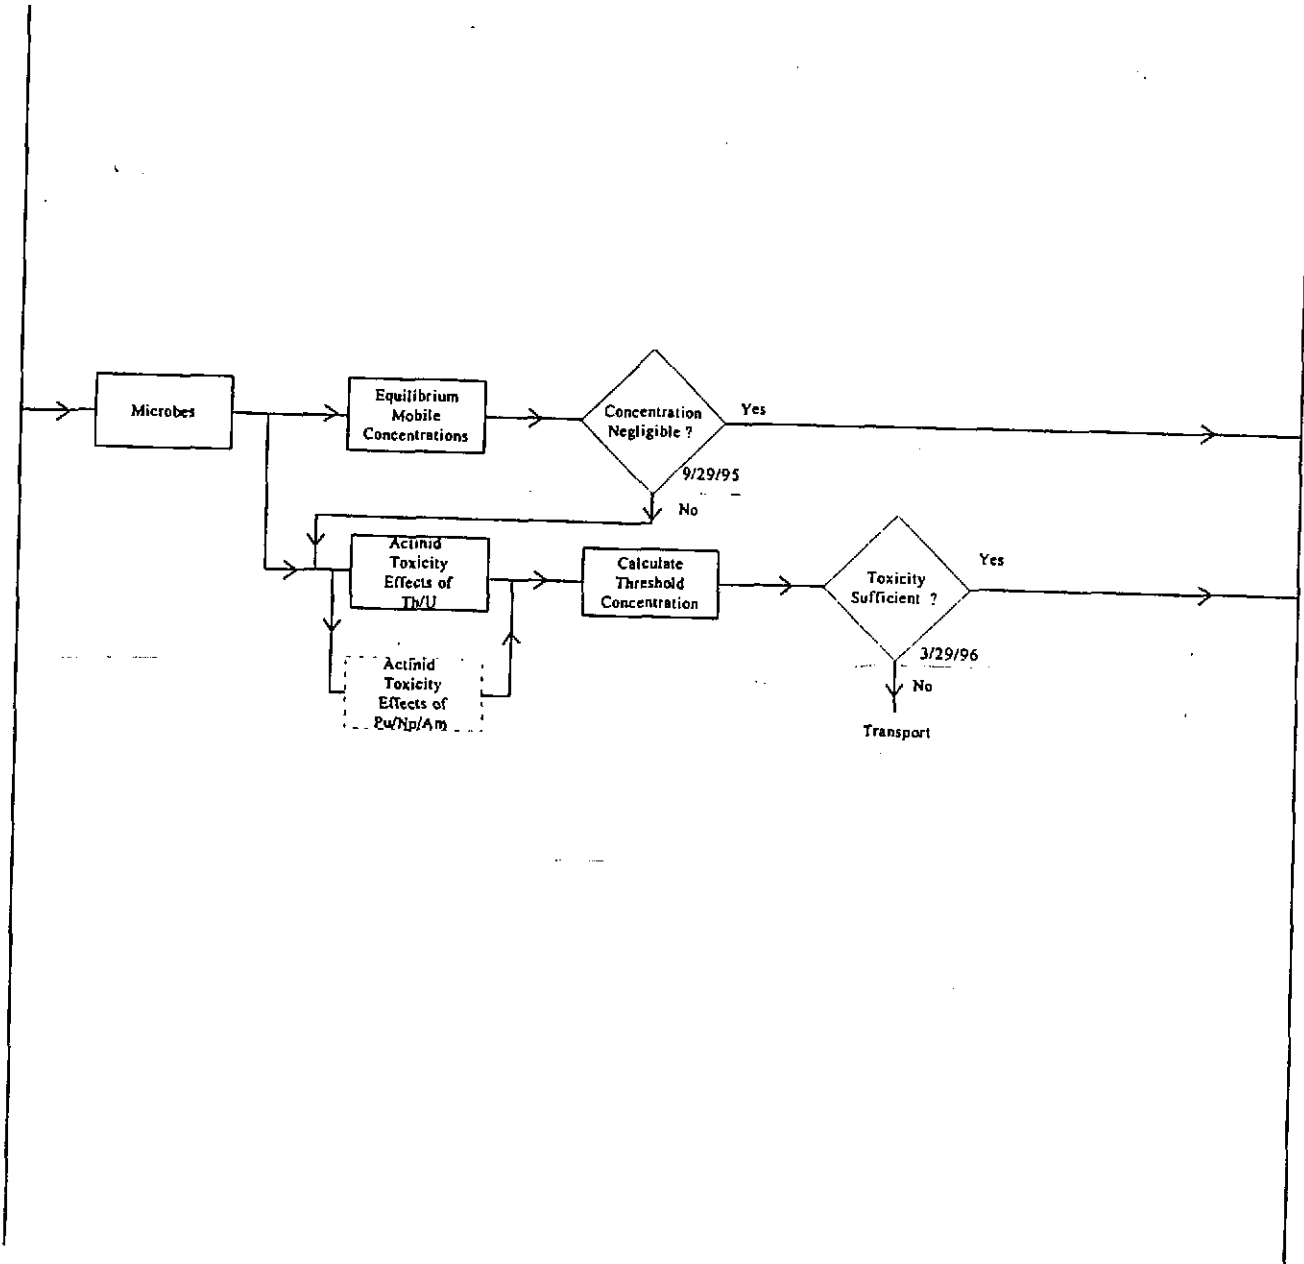 Microbes
Equilibrium
Mobile
Concentrations
Concentration
Negligible ?
Yes
9/29/95
No
Actinid
Toxicity
Effects of
Th/U
Calculate
Threshold
Concentration
Toxicity
Sufficient ?
Yes
3/29/96
No
Transport
Actinid
Toxicity
Effects of
Pu/Np/Am